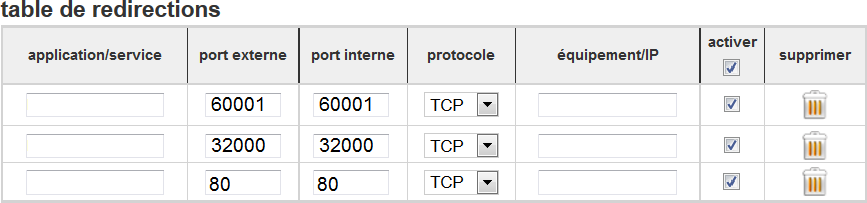 table de redirections
application/service port externe port interne protocole équipement/IP activer supprimer
60001 60001 TCP
32000 32000 TCP
80 80 TCP